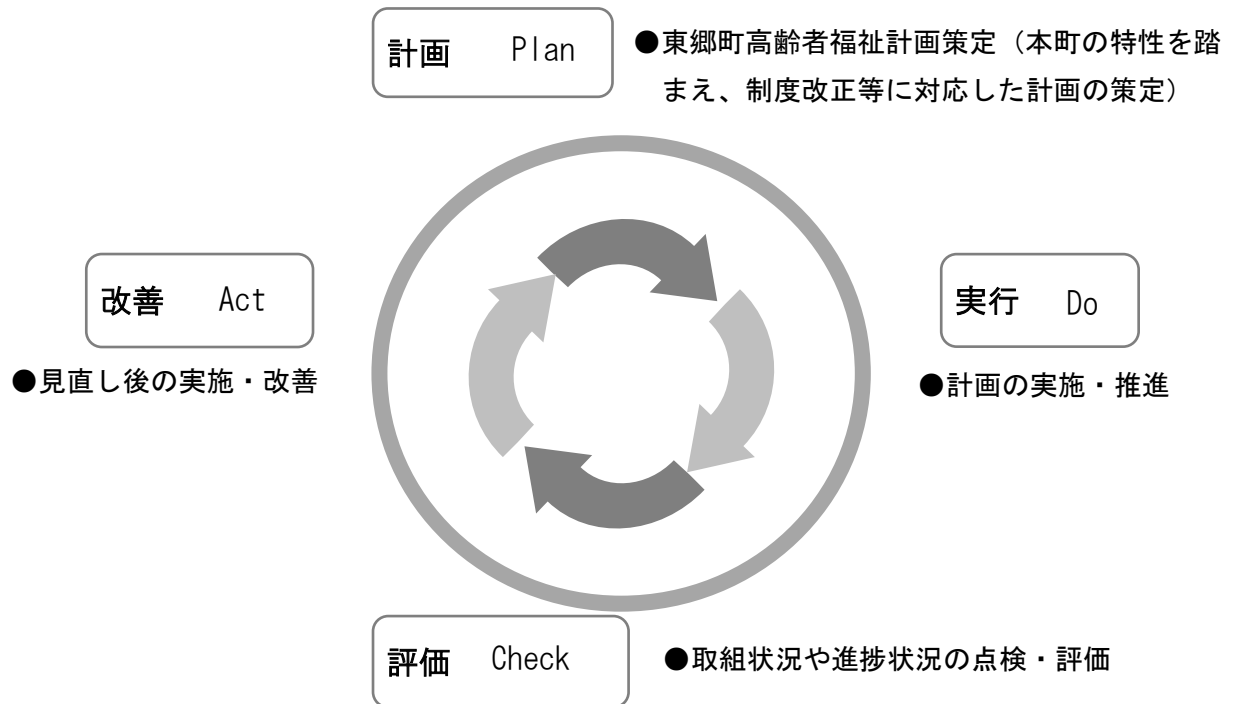 計画 Plan
●東郷町高齢者福祉計画策定（本町の特性を踏
まえ、制度改正等に対応した計画の策定）
改善 Act
●見直し後の実施・改善
実行 Do
●計画の実施・推進
評価 Check
●取組状況や進捗状況の点検・評価